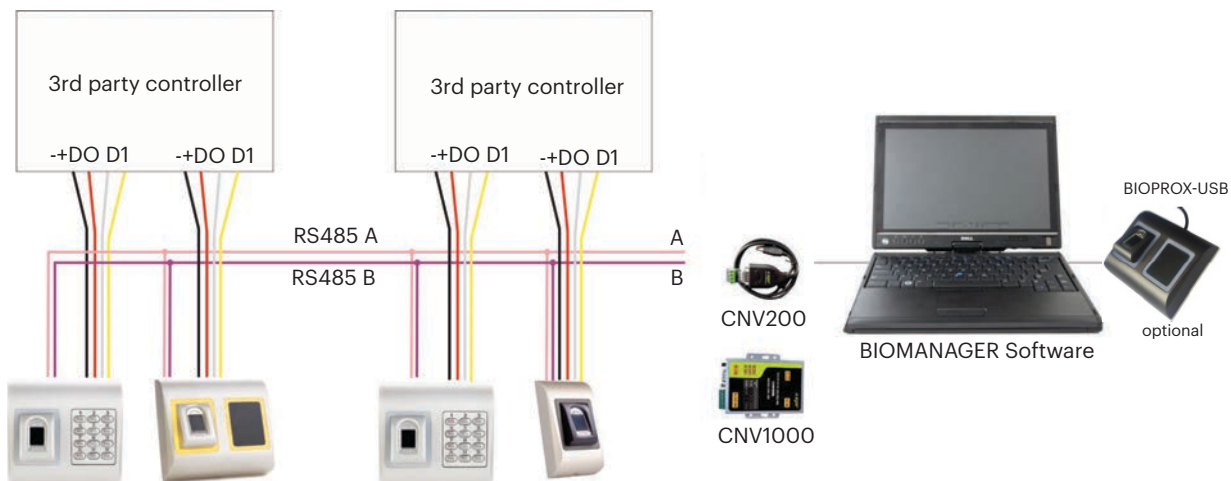 3rd party controller
3rd party controller
-+DO D1
-+DO D1
-+DO D1
-+DO D1
BIOPROX-USB
RS485 A
A
RS485 B
B
CNV200
optional
BIOMANAGER Software
CNV1000